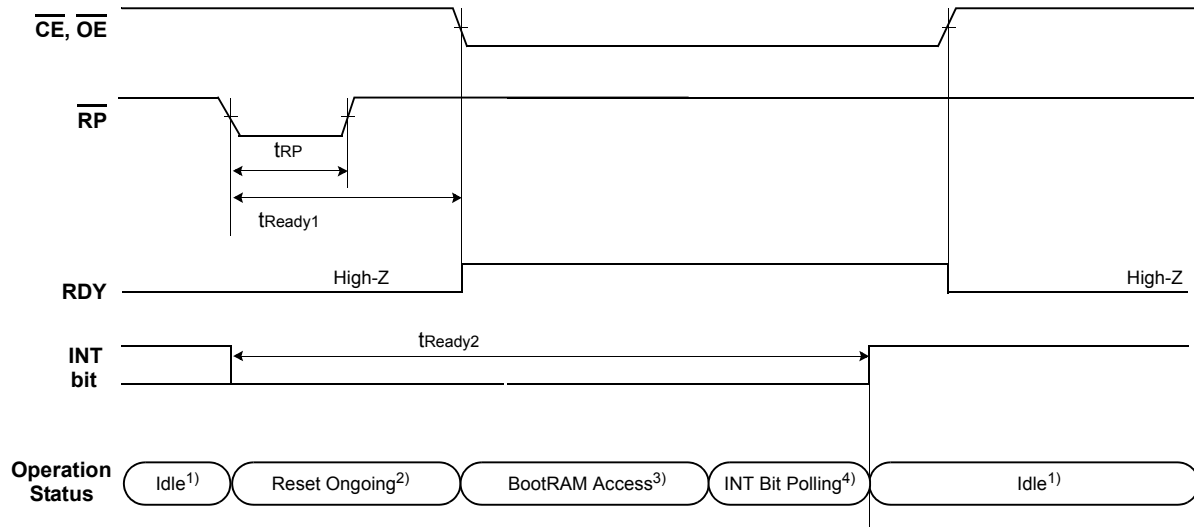 CE, OE
RP
tRP
tReady1
High-Z
High-Z
RDY
tReady2
INT
bit
Operation
Status
Idle1)
Reset Ongoing2)
BootRAM Access3)
INT Bit Polling4)
Idle1)